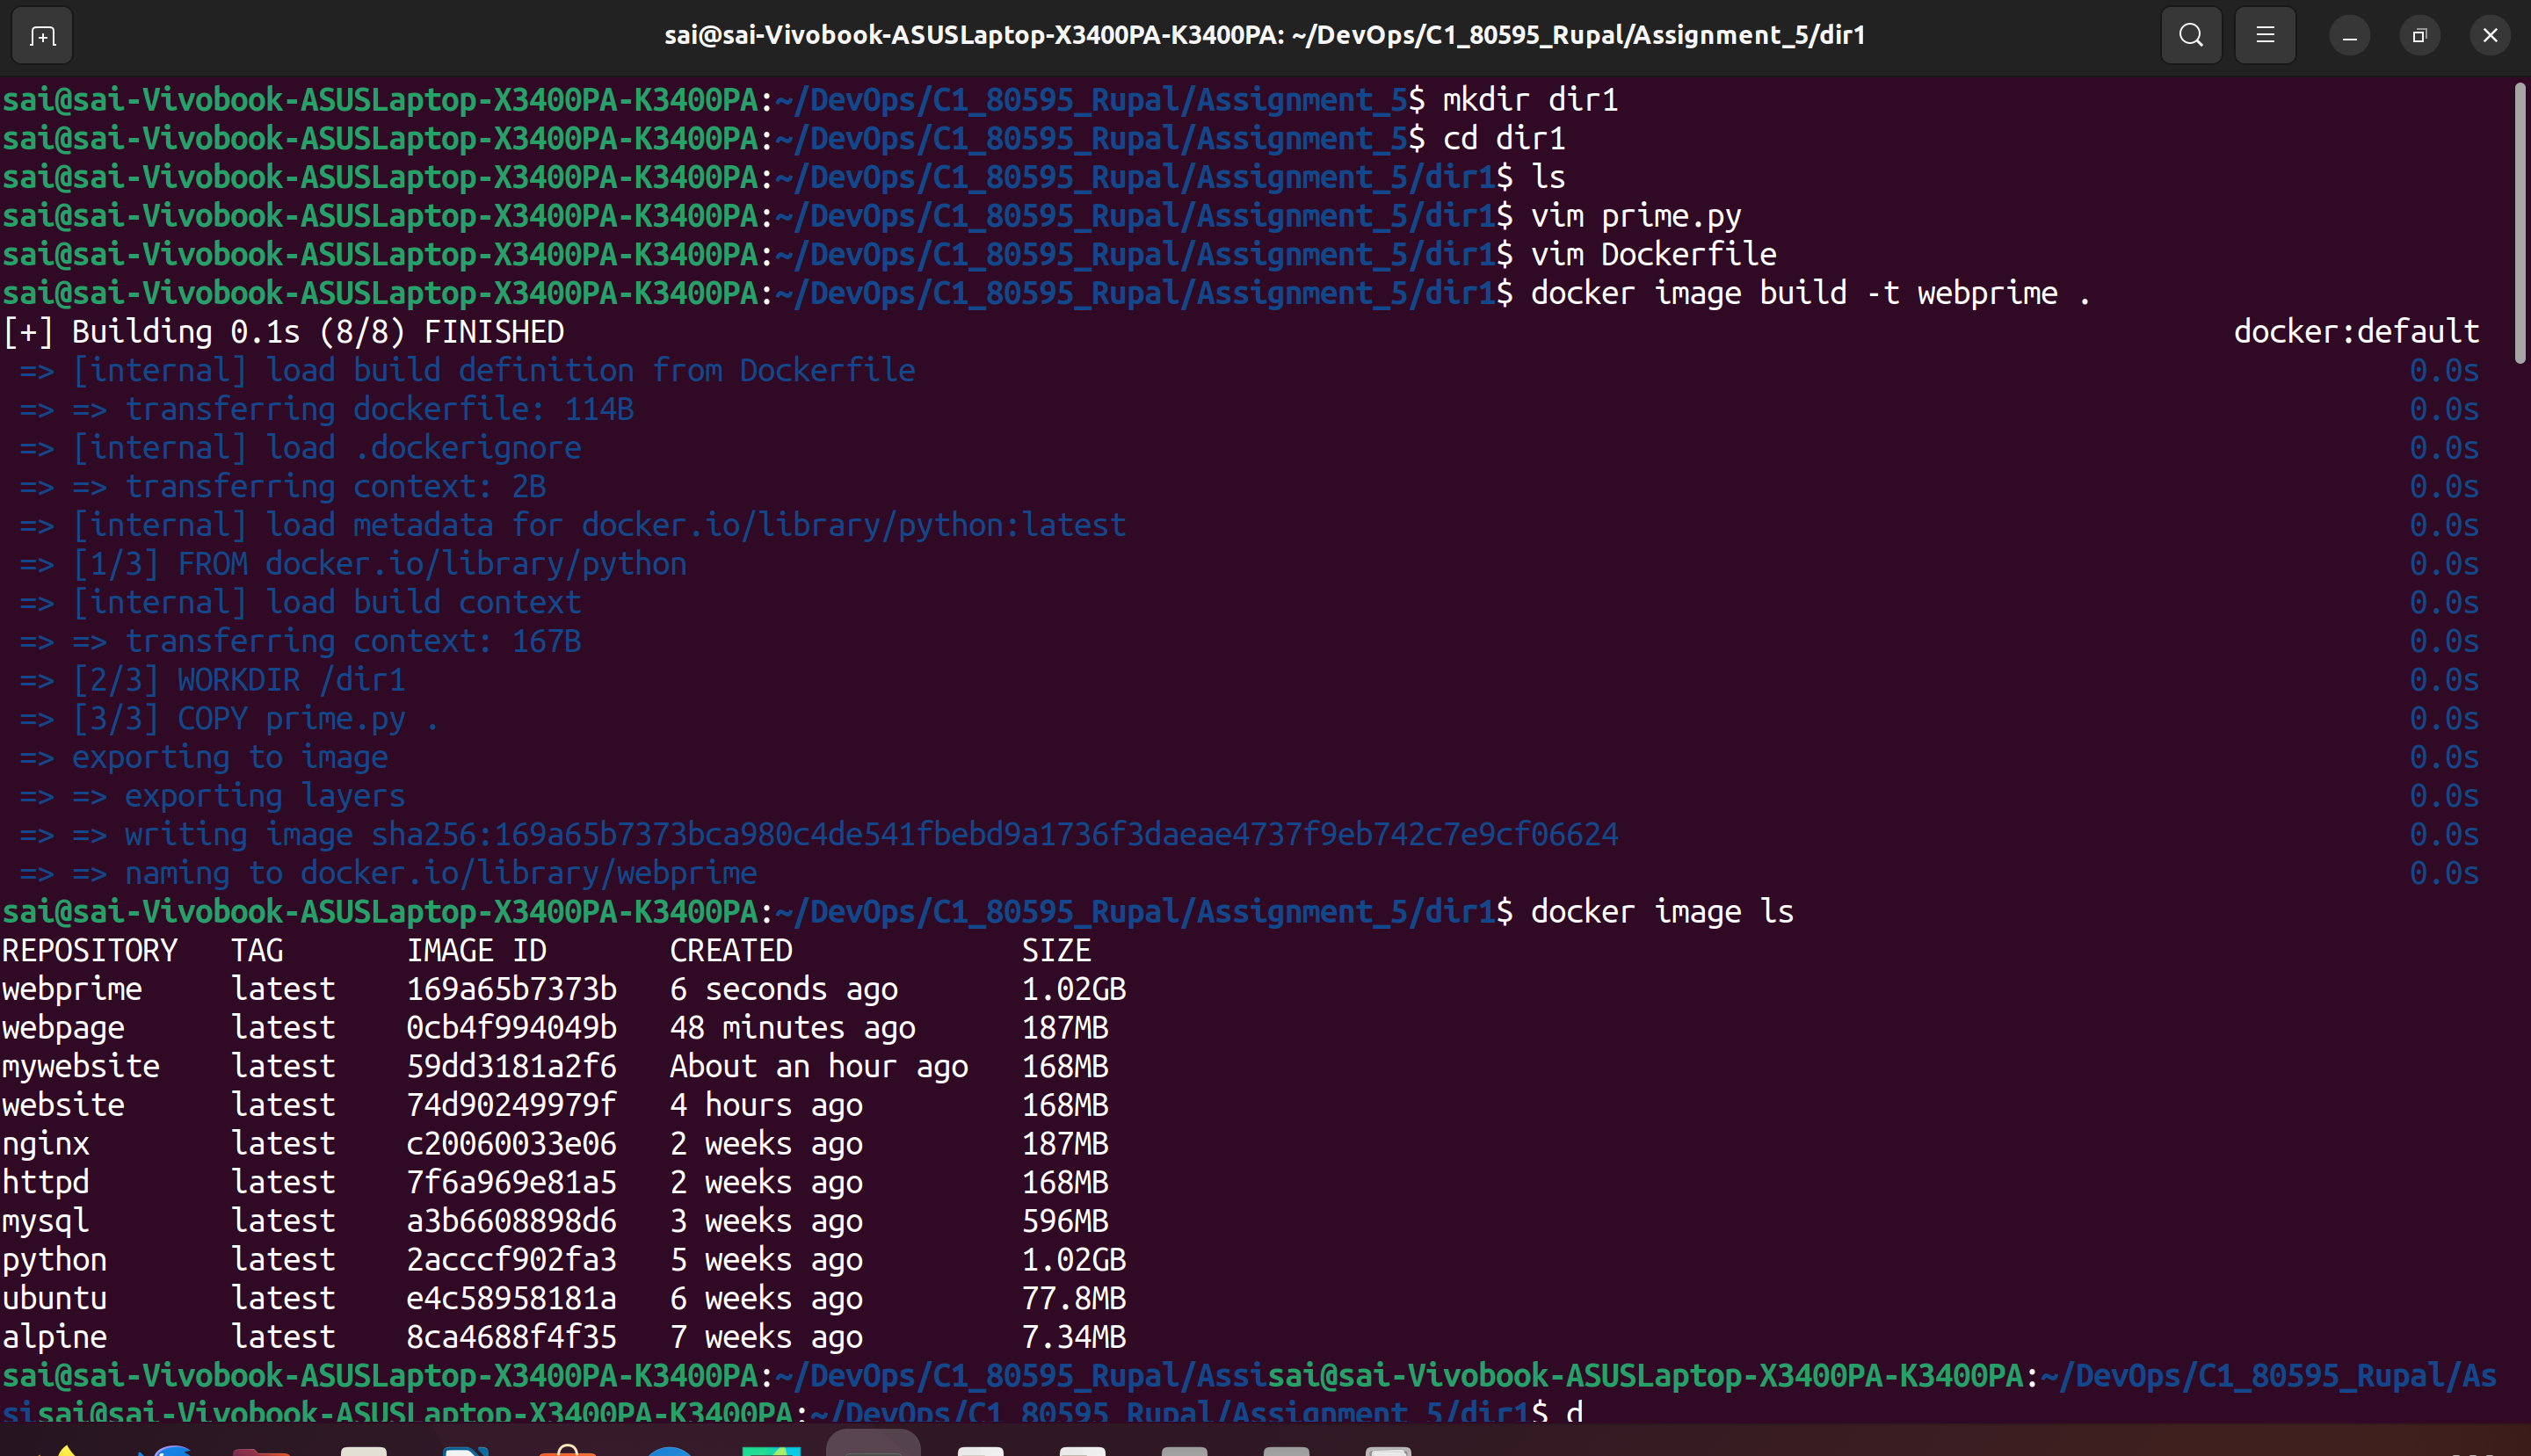 sai@sai-Vivobook-ASUSLaptop-X3400PA-K3400PA: ~/DevOps/C1_80595_Rupal/Assignment_5/dir1
sai@sai-Vivobook-ASUSLaptop-X3400PA-K3400PA:~/DevOps/C1_80595_Rupal/Assignment_5$ mkdir dir1
sai@sai-Vivobook-ASUSLaptop-X3400PA-K3400PA:~/DevOps/C1_80595_Rupal/Assignment_5$ cd dir1
sai@sai-Vivobook-ASUSLaptop-X3400PA-K3400PA:~/DevOps/C1_80595_Rupal/Assignment_5/dir1$ ls
sai@sai-Vivobook-ASUSLaptop-X3400PA-K3400PA:~/DevOps/C1_80595_Rupal/Assignment_5/dir1$ vim prime.py
sai@sai-Vivobook-ASUSLaptop-X3400PA-K3400PA:~/DevOps/C1_80595_Rupal/Assignment_5/dir1$ vim Dockerfile
sai@sai-Vivobook-ASUSLaptop-X3400PA-K3400PA:~/DevOps/C1_80595_Rupal/Assignment_5/dir1$ docker image build -t webprime .
[+] Building 0.1s (8/8) FINISHED docker:default
=> [internal] load build definition from Dockerfile 0.0s
=> => transferring dockerfile: 114B 0.0s
=> [internal] load .dockerignore 0.0s
=> => transferring context: 2B 0.0s
=> [internal] load metadata for docker.io/library/python:latest 0.0s
=> [1/3] FROM docker.io/library/python 0.0s
=> [internal] load build context 0.0s
=> => transferring context: 167B 0.0s
=> [2/3] WORKDIR /dir1 0.0s
=> [3/3] COPY prime.py . 0.0s
=> exporting to image 0.0s
=> => exporting layers 0.0s
=> => writing image sha256:169a65b7373bca980c4de541fbebd9a1736f3daeae4737f9eb742c7e9cf06624 0.0s
=> => naming to docker.io/library/webprime 0.0s
sai@sai-Vivobook-ASUSLaptop-X3400PA-K3400PA:~/DevOps/C1_80595_Rupal/Assignment_5/dir1$ docker image ls
REPOSITORY TAG IMAGE ID CREATED SIZE
webprime latest 169a65b7373b 6 seconds ago 1.02GB
webpage latest 0cb4f994049b 48 minutes ago 187MB
mywebsite latest 59dd3181a2f6 About an hour ago 168MB
website latest 74d90249979f 4 hours ago 168MB
nginx latest c20060033e06 2 weeks ago 187MB
httpd latest 7f6a969e81a5 2 weeks ago 168MB
mysql latest a3b6608898d6 3 weeks ago 596MB
python latest 2acccf902fa3 5 weeks ago 1.02GB
ubuntu latest e4c58958181a 6 weeks ago 77.8MB
alpine latest 8ca4688f4f35 7 weeks ago 7.34MB
sai@sai-Vivobook-ASUSLaptop-X3400PA-K3400PA:~/DevOps/C1_80595_Rupal/Assisai@sai-Vivobook-ASUSLaptop-X3400PA-K3400PA:~/DevOps/C1_80595_Rupal/As
sisai@sai-Vivobook-ASUSLaptop-X3400PA-K3400PA:~/DevOps/C1_80595_Rupal/Assignment_5/dir1$ d